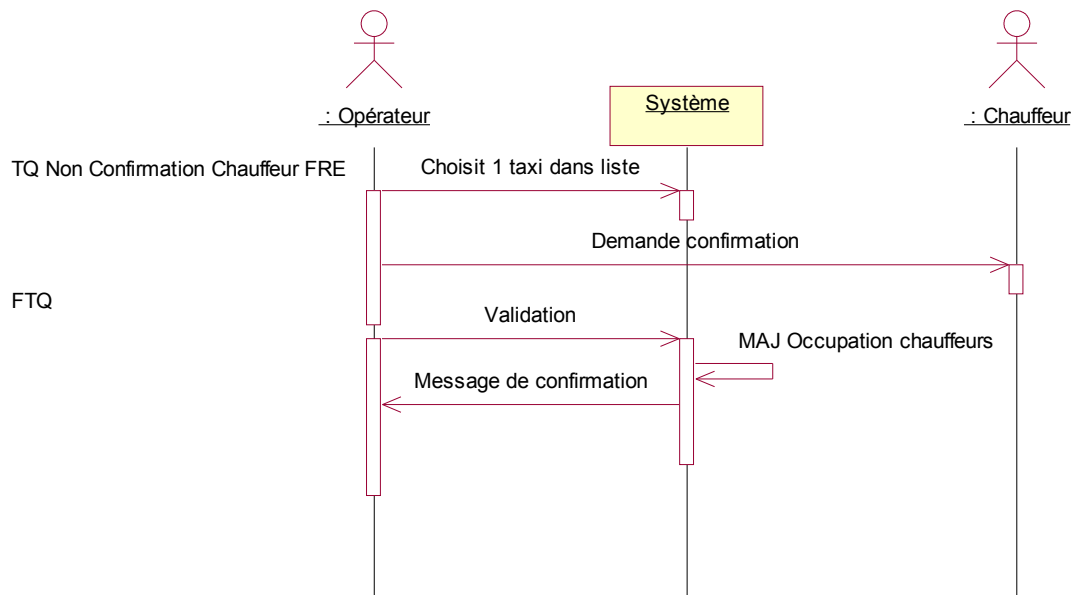 : Opérateur
Système
: Chauffeur
TQ Non Confirmation Chauffeur FRE
Choisit 1 taxi dans liste
Demande confirmation
FTQ
Validation
MAJ Occupation chauffeurs
Message de confirmation